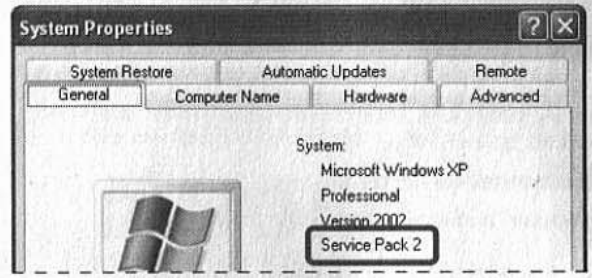 System Properties
System Restore Automatic Updates Remote
General Computer Name Hardware Advanced
System:
Microsoft Windows XP
Professional
Version 2002
Service Pack 2